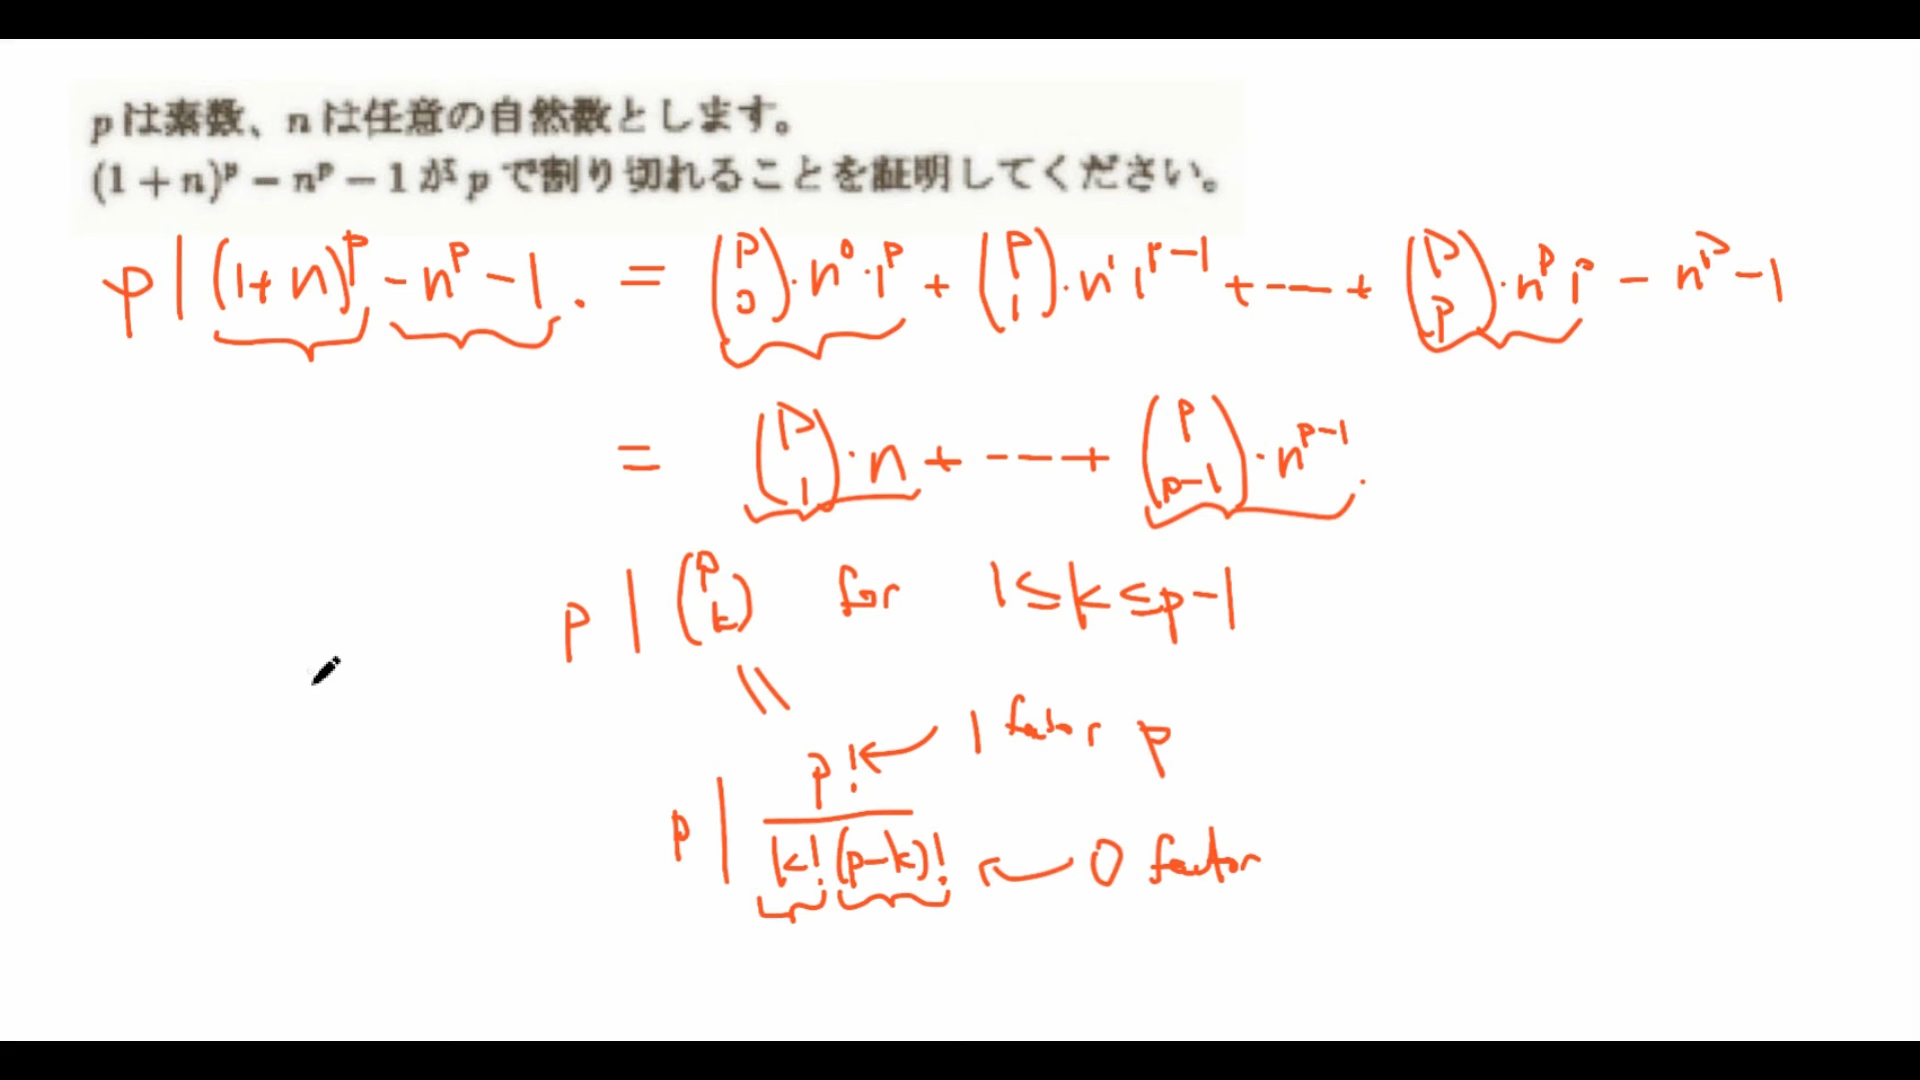 pは素数、nは任意の自然数とします。
(1+n)^p − n^p − 1がpで割り切れることを証明してください。
p | (1+n)^p − n^p − 1. = (p 0)·n^0·1^p + (p 1)·n^1 1^{p−1} + --- + (p p)·n^p 1^p − n^p − 1
= (p 1)·n + --- + (p p−1)·n^{p−1}.
p | (p k) for 1 ≤ k ≤ p−1
||
p | p! / k!(p−k)!
← 1 factor p
← 0 factor